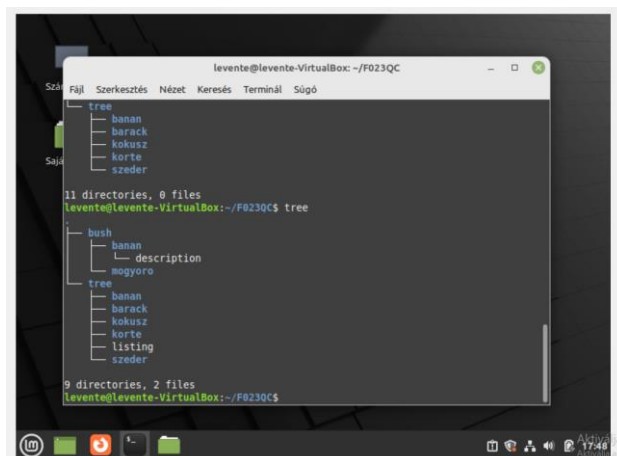 levente@levente-VirtualBox: ~/F023QC
Fájl Szerkesztés Nézet Keresés Terminál Súgó
└── tree
    ├── banan
    ├── barack
    ├── kokusz
    ├── korte
    └── szeder
11 directories, 0 files
levente@levente-VirtualBox:~/F023QC$ tree
.
├── bush
│   ├── banan
│   │   └── description
│   └── mogyoro
└── tree
    ├── banan
    ├── barack
    ├── kokusz
    ├── korte
    ├── listing
    └── szeder
9 directories, 2 files
levente@levente-VirtualBox:~/F023QC$
17:48